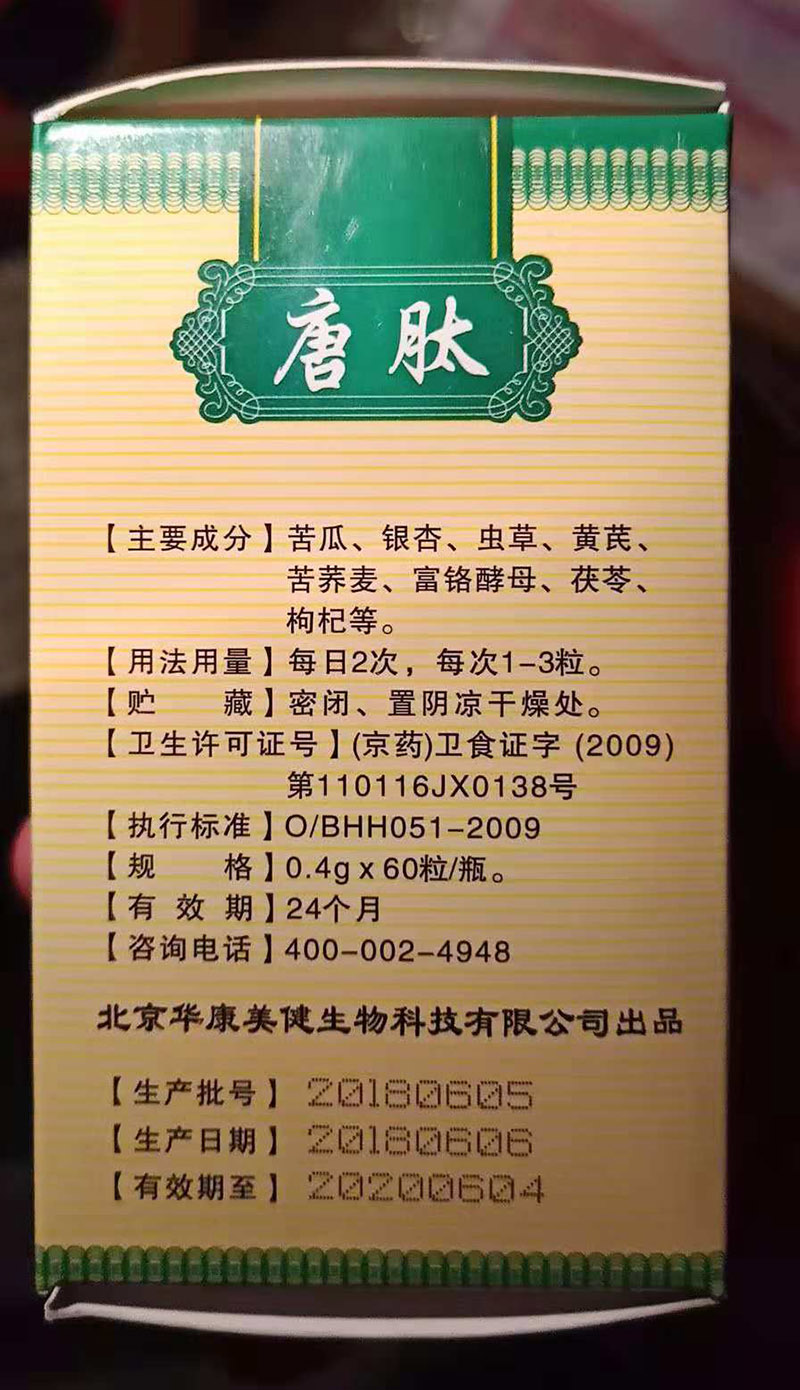 唐肽
【主要成分】苦瓜、银杏、虫草、黄芪、
苦荞麦、富铬酵母、茯苓、
枸杞等。
【用法用量】每日2次，每次1-3粒。
【贮　　藏】密闭、置阴凉干燥处。
【卫生许可证号】(京药)卫食证字 (2009)
第110116JX0138号
【执行标准】Q/BHH051-2009
【规　　格】0.4g x 60粒/瓶。
【有 效 期】24个月
【咨询电话】400-002-4948
北京华康美健生物科技有限公司出品
【生产批号】 20180605
【生产日期】 20180606
【有效期至】 20200604